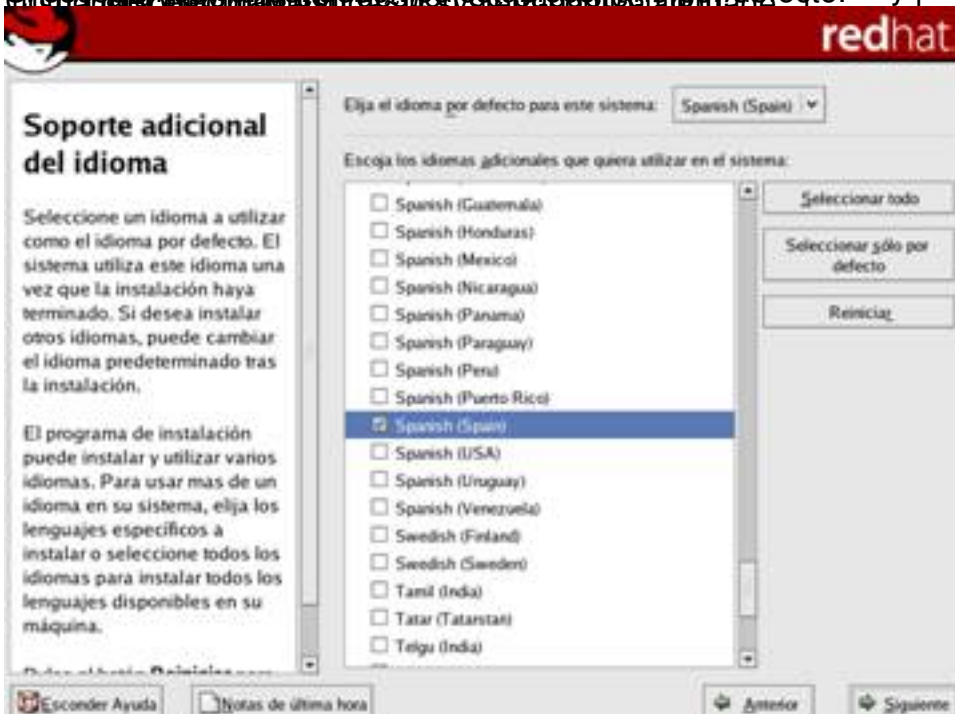 redhat.
Soporte adicional
del idioma
Seleccione un idioma a utilizar
como el idioma por defecto. El
sistema utiliza este idioma una
vez que la instalación haya
terminado. Si desea instalar
otros idiomas, puede cambiar
el idioma predeterminado tras
la instalación.
El programa de instalación
puede instalar y utilizar varios
idiomas. Para usar mas de un
idioma en su sistema, elija los
lenguajes específicos a
instalar o seleccione todos los
idiomas para instalar todos los
lenguajes disponibles en su
máquina.
Elija el idioma por defecto para este sistema: Spanish (Spain)
Escoja los idiomas adicionales que quiera utilizar en el sistema:
Spanish (Guatemala)
Spanish (Honduras)
Spanish (Mexico)
Spanish (Nicaragua)
Spanish (Panama)
Spanish (Paraguay)
Spanish (Peru)
Spanish (Puerto Rico)
Spanish (Spain)
Spanish (USA)
Spanish (Uruguay)
Spanish (Venezuela)
Swedish (Finland)
Swedish (Sweden)
Tamil (India)
Tatar (Tatarstan)
Telgu (India)
Seleccionar todo
Seleccionar sólo por
defecto
Reiniciar
Esconder Ayuda
Notas de última hora
Anterior
Siguiente